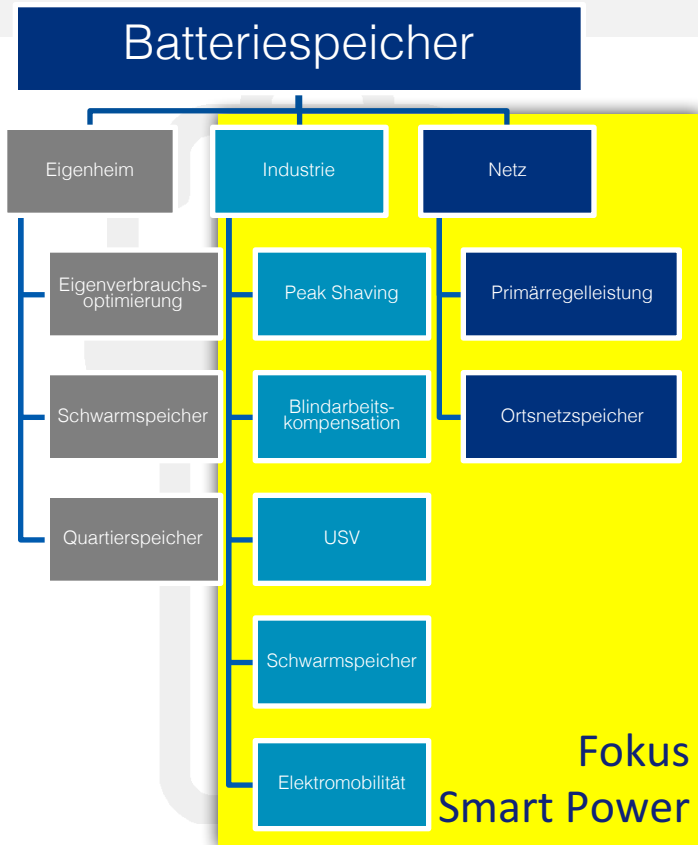 Batteriespeicher
Eigenheim
Industrie
Netz
Eigenverbrauchs-
optimierung
Peak Shaving
Primärregelleistung
Schwarmspeicher
Blindarbeits-
kompensation
Ortsnetzspeicher
Quartierspeicher
USV
Schwarmspeicher
Elektromobilität
Fokus
Smart Power